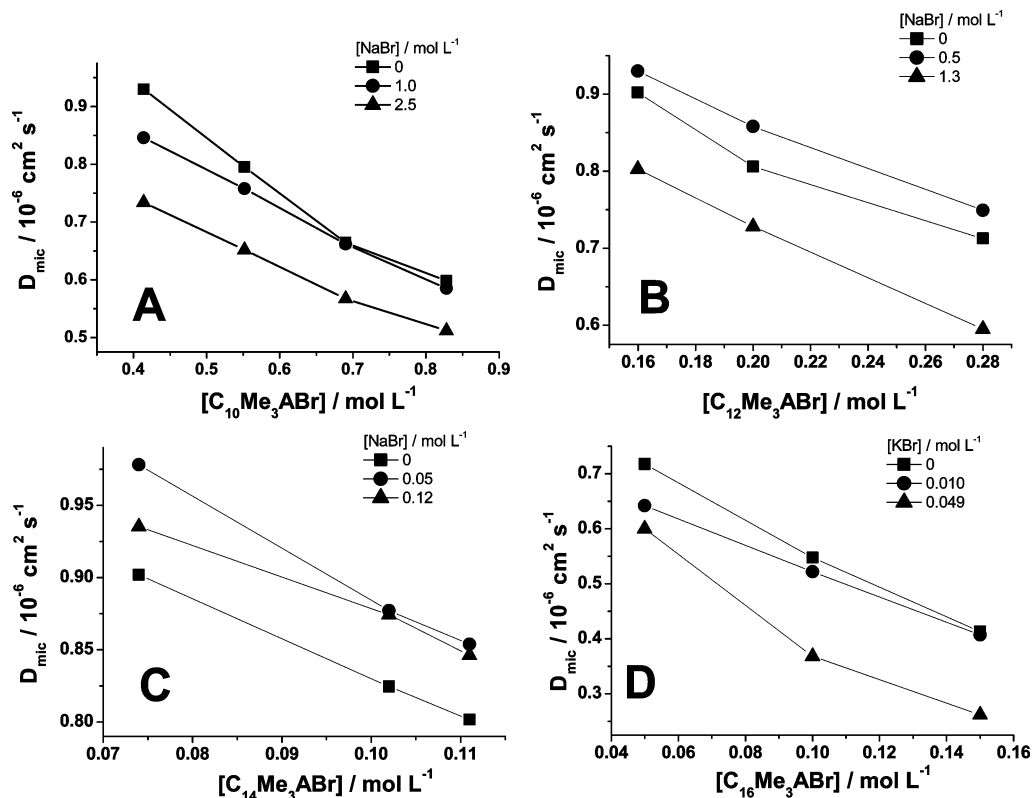 [NaBr] / mol L⁻¹
0
1.0
2.5
0.9
0.8
0.7
0.6
0.5
D_mic / 10⁻⁶ cm² s⁻¹
A
0.4 0.5 0.6 0.7 0.8 0.9
[C₁₀Me₃ABr] / mol L⁻¹
[NaBr] / mol L⁻¹
0
0.5
1.3
0.9
0.8
0.7
0.6
D_mic / 10⁻⁶ cm² s⁻¹
B
0.16 0.18 0.20 0.22 0.24 0.26 0.28
[C₁₂Me₃ABr] / mol L⁻¹
[NaBr] / mol L⁻¹
0
0.05
0.12
0.95
0.90
0.85
0.80
D_mic / 10⁻⁶ cm² s⁻¹
C
0.07 0.08 0.09 0.10 0.11
[C₁₄Me₃ABr] / mol L⁻¹
[KBr] / mol L⁻¹
0
0.010
0.049
0.7
0.6
0.5
0.4
0.3
D_mic / 10⁻⁶ cm² s⁻¹
D
0.04 0.06 0.08 0.10 0.12 0.14 0.16
[C₁₆Me₃ABr] / mol L⁻¹